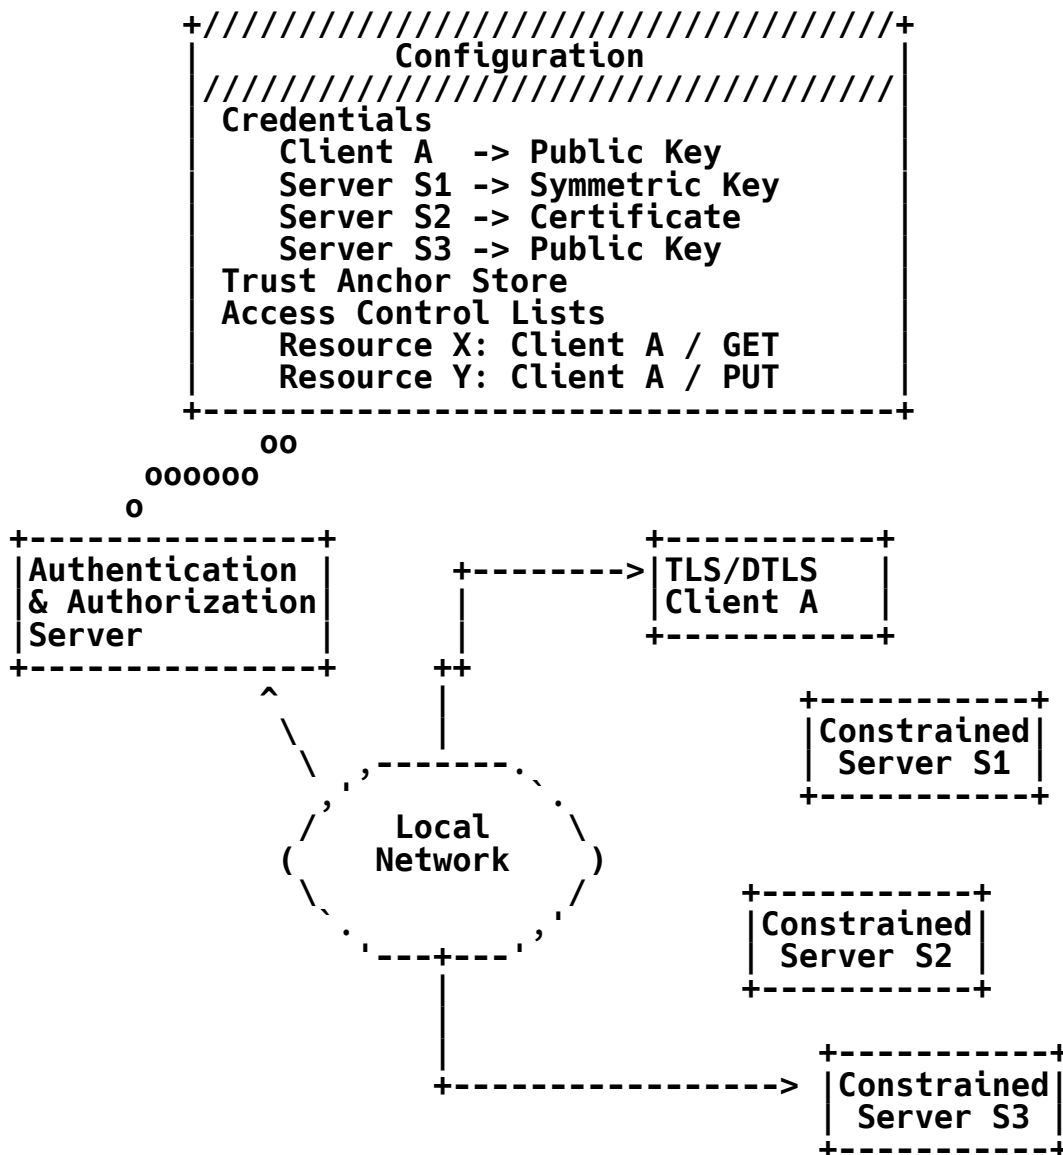 Configuration
Credentials
Client A -> Public Key
Server S1 -> Symmetric Key
Server S2 -> Certificate
Server S3 -> Public Key
Trust Anchor Store
Access Control Lists
Resource X: Client A / GET
Resource Y: Client A / PUT
Authentication
& Authorization
Server
TLS/DTLS
Client A
Constrained
Server S1
Local
Network
Constrained
Server S2
Constrained
Server S3